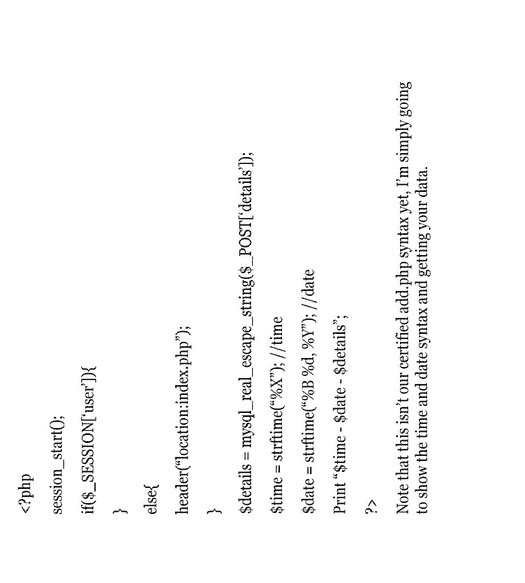 <?php
session_start();
if($_SESSION['user']){
}
else{
header(“location:index.php”);
}
$details = mysql_real_escape_string($_POST[‘details’]);
$time = strftime(“%X”); //time
$date = strftime(“%B %d, %Y”); //date
Print “$time - $date - $details”;
?>
Note that this isn’t our certified add.php syntax yet, I’m simply going
to show the time and date syntax and getting your data.